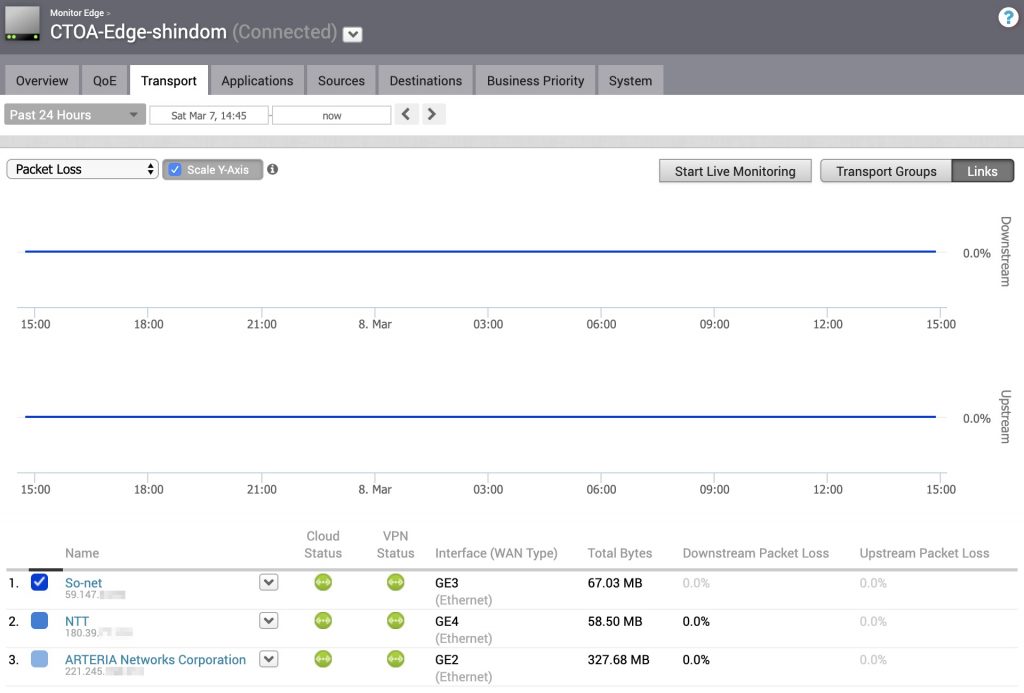 Monitor Edge >
CTOA-Edge-shindom (Connected)
?
Overview QoE Transport Applications Sources Destinations Business Priority System
Past 24 Hours Sat Mar 7, 14:45 - now
Packet Loss Scale Y-Axis Start Live Monitoring Transport Groups Links
0.0% Downstream
15:00 18:00 21:00 8. Mar 03:00 06:00 09:00 12:00 15:00
0.0% Upstream
15:00 18:00 21:00 8. Mar 03:00 06:00 09:00 12:00 15:00
Cloud VPN
Name Status Status Interface (WAN Type) Total Bytes Downstream Packet Loss Upstream Packet Loss
1. So-net GE3 67.03 MB 0.0% 0.0%
59.147. (Ethernet)
2. NTT GE4 58.50 MB 0.0% 0.0%
180.39. (Ethernet)
3. ARTERIA Networks Corporation GE2 327.68 MB 0.0% 0.0%
221.245. (Ethernet)